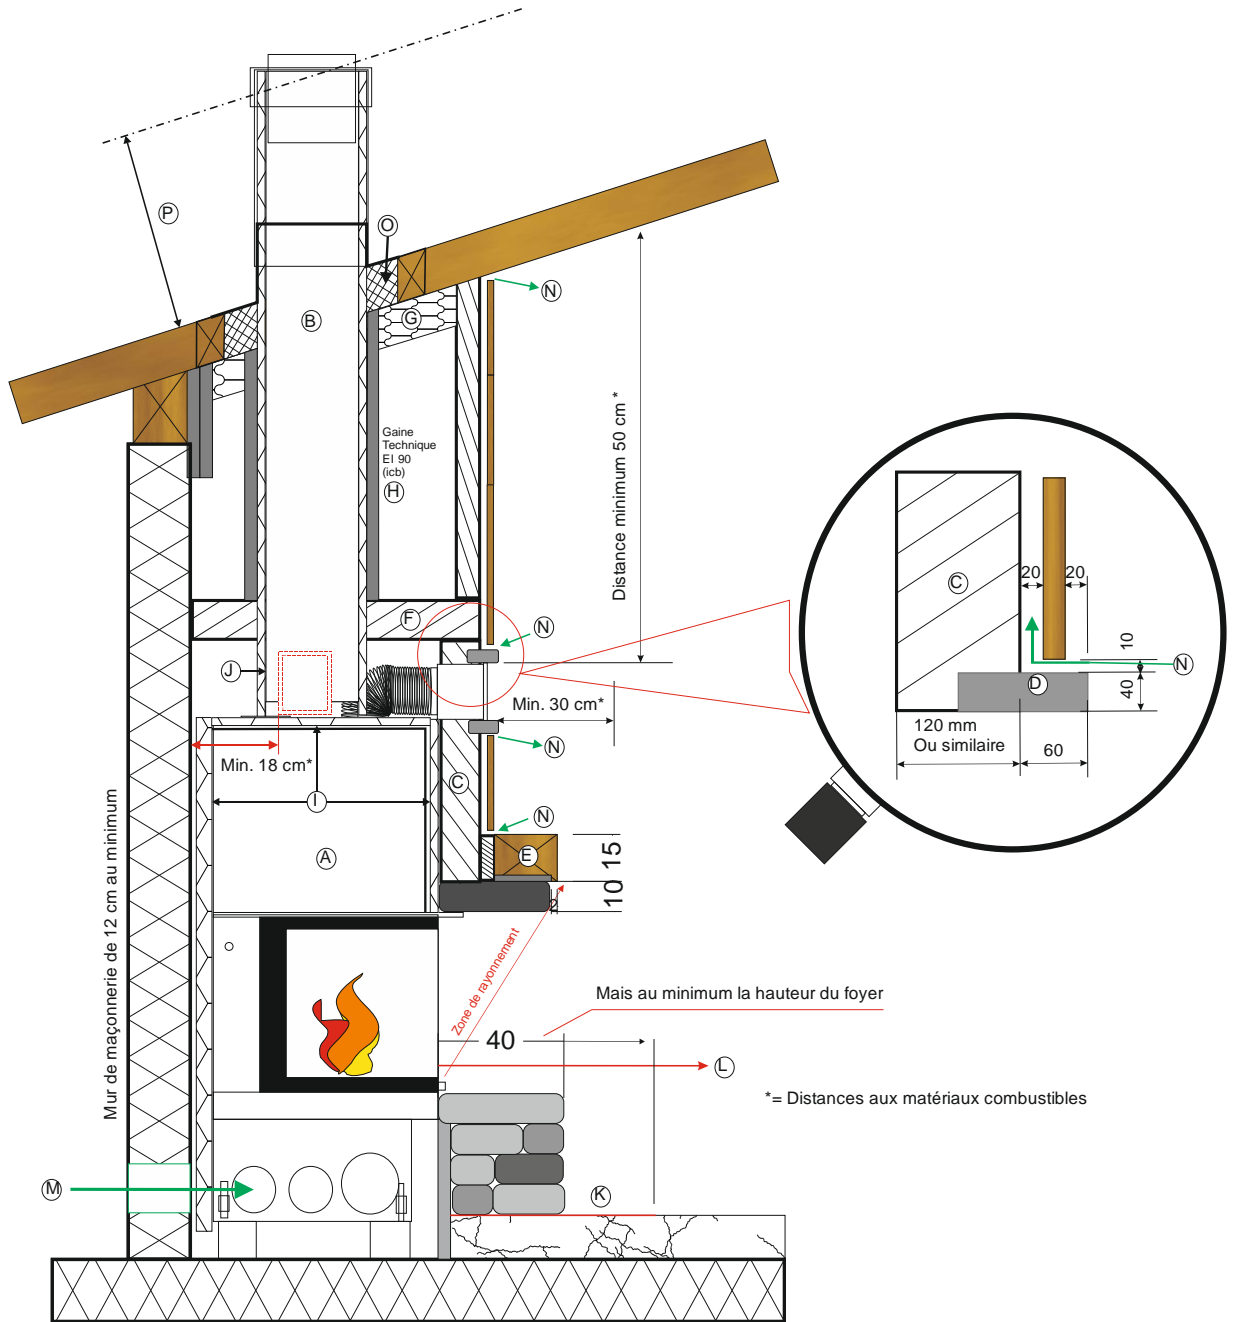 P
O
N
B
G
Gaine
Technique
EI 90
(icb)
H
Distance minimum 50 cm *
F
N
J
Min. 30 cm*
N
Min. 18 cm*
C
I
N
A
E
10 15
2
Mur de maçonnerie de 12 cm au minimum
Zone de rayonnement
Mais au minimum la hauteur du foyer
40
L
*= Distances aux matériaux combustibles
M
K
C
20
20
10
N
D
40
120 mm
Ou similaire
60